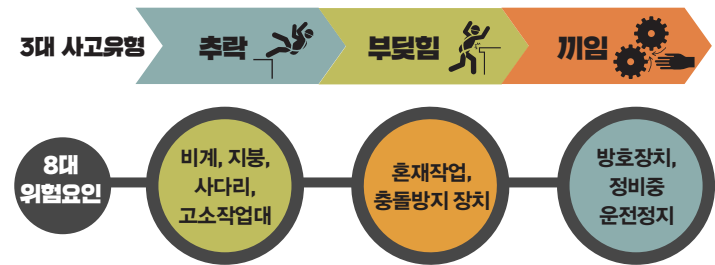 3대 사고유형
추락
부딪힘
끼임
8대
위험요인
비계, 지붕,
사다리,
고소작업대
혼재작업,
충돌방지 장치
방호장치,
정비중
운전정지